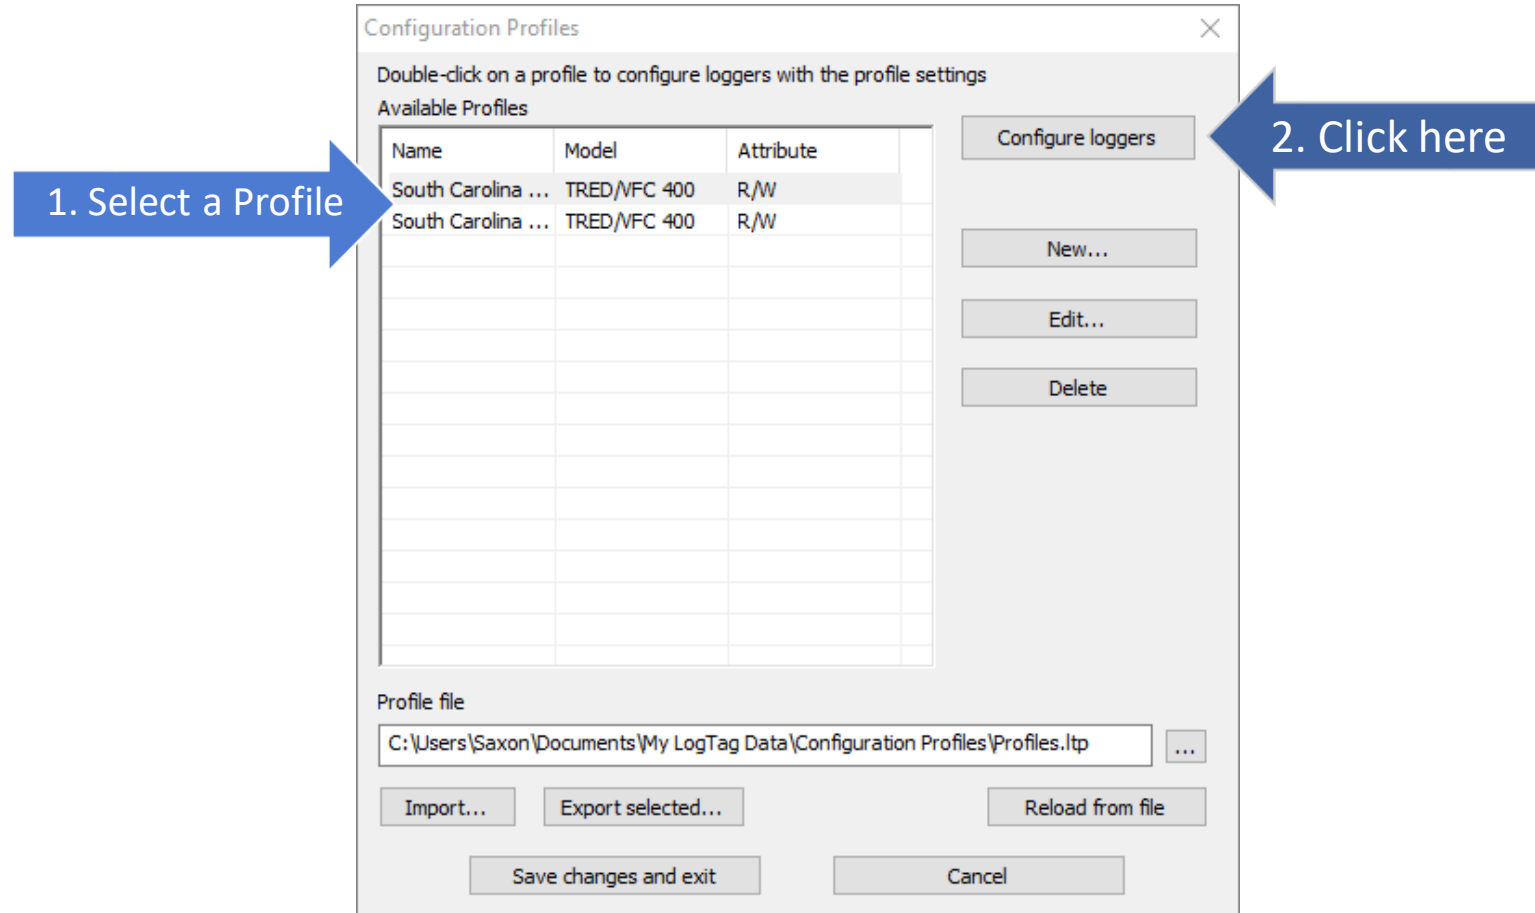 Configuration Profiles
Double-click on a profile to configure loggers with the profile settings
Available Profiles
Name Model Attribute
South Carolina ... TRED/VFC 400 R/W
South Carolina ... TRED/VFC 400 R/W
1. Select a Profile
Configure loggers
2. Click here
New...
Edit...
Delete
Profile file
C:\Users\Saxon\Documents\My LogTag Data\Configuration Profiles\Profiles.ltp
...
Import... Export selected... Reload from file
Save changes and exit Cancel